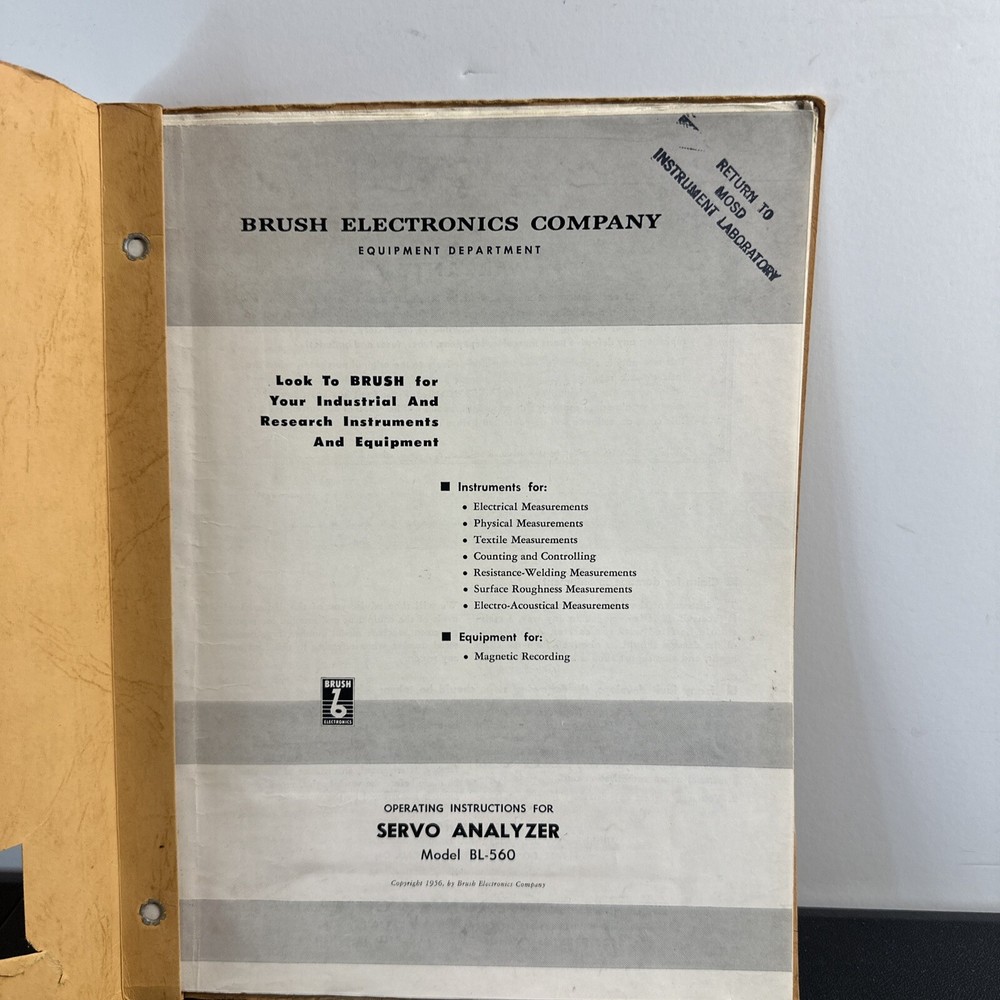 RETURN TO
MOSD
INSTRUMENT LABORATORY
BRUSH ELECTRONICS COMPANY
EQUIPMENT DEPARTMENT
Look To BRUSH for
Your Industrial And
Research Instruments
And Equipment
■ Instruments for:
• Electrical Measurements
• Physical Measurements
• Textile Measurements
• Counting and Controlling
• Resistance-Welding Measurements
• Surface Roughness Measurements
• Electro-Acoustical Measurements
■ Equipment for:
• Magnetic Recording
BRUSH
ELECTRONICS
OPERATING INSTRUCTIONS FOR
SERVO ANALYZER
Model BL-560
Copyright 1956, by Brush Electronics Company